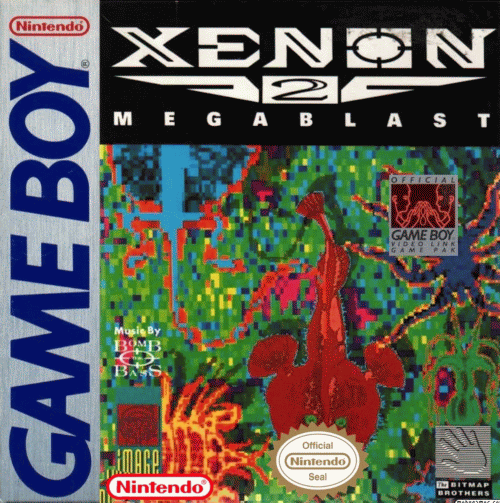 Nintendo
GAME BOY
®
XENON
2
MEGABLAST
OFFICIAL
GAME BOY
VIDEO LINK
GAME PAK
Music By
BOMB
BASS
IMAGE
Nintendo
Official
Nintendo
Seal
THE BITMAP
BROTHERS